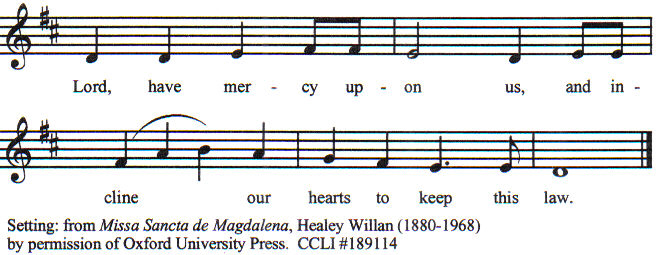 Lord, have mer - cy up - on us, and in -
cline our hearts to keep this law.
Setting: from Missa Sancta de Magdalena, Healey Willan (1880-1968)
by permission of Oxford University Press. CCLI #189114